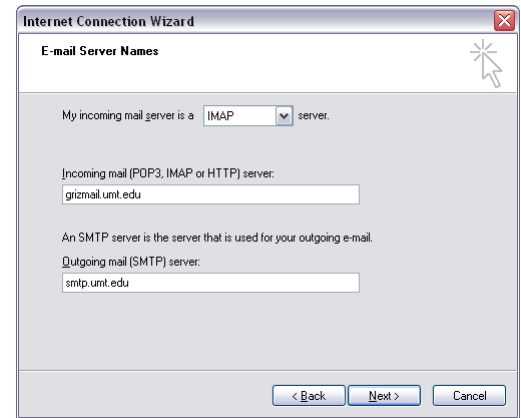 Internet Connection Wizard
E-mail Server Names
My incoming mail server is a IMAP server.
Incoming mail (POP3, IMAP or HTTP) server:
grizmail.umt.edu
An SMTP server is the server that is used for your outgoing e-mail.
Outgoing mail (SMTP) server:
smtp.umt.edu
< Back Next > Cancel